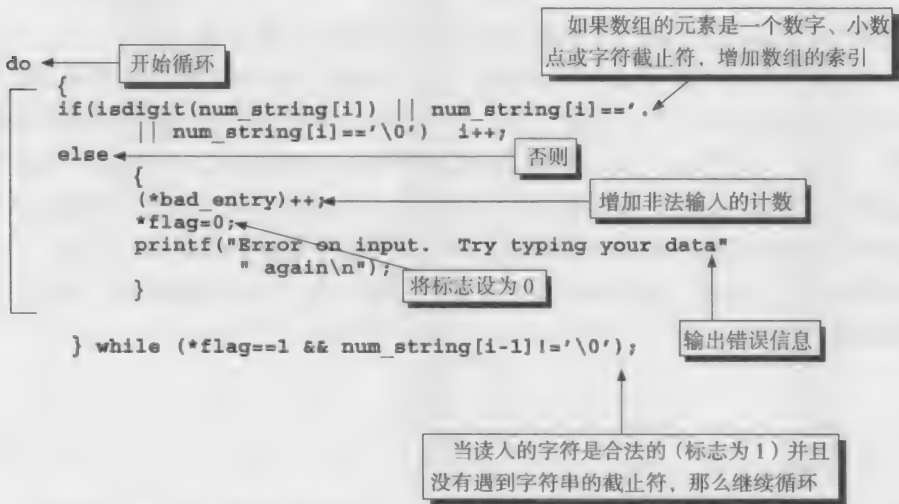 如果数组的元素是一个数字、小数
点或字符截止符，增加数组的索引
do
开始循环
{
if(isdigit(num_string[i]) || num_string[i]=='.
|| num_string[i]=='\0')  i++;
else
否则
{
(*bad_entry)++;
增加非法输入的计数
*flag=0;
printf("Error on input.  Try typing your data"
" again\n");
将标志设为 0
}
输出错误信息
} while (*flag==1 && num_string[i-1]!='\0');
当读人的字符是合法的（标志为 1）并且
没有遇到字符串的截止符，那么继续循环